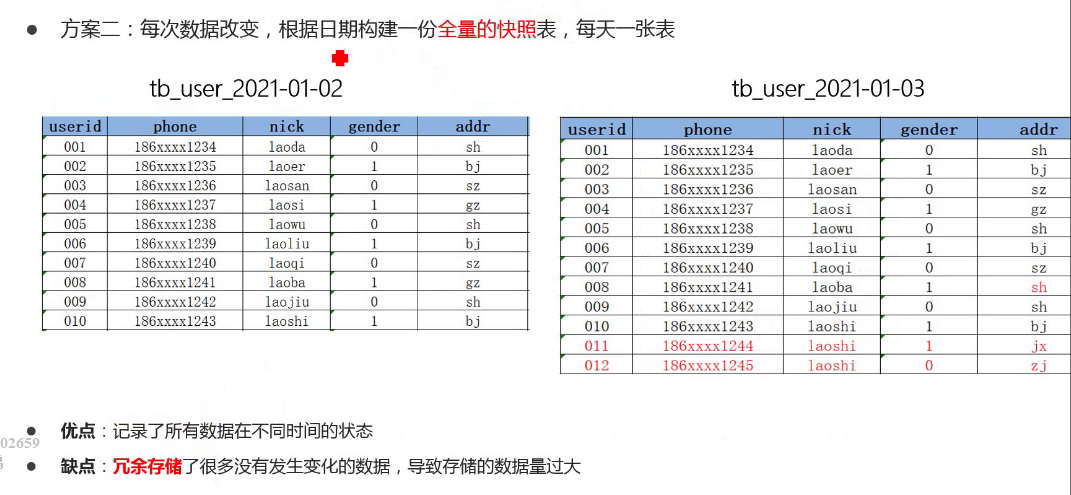 方案二：每次数据改变，根据日期构建一份全量的快照表，每天一张表
tb_user_2021-01-02
userid phone nick gender addr
001 186xxxx1234 laoda 0 sh
002 186xxxx1235 laoer 1 bj
003 186xxxx1236 laosan 0 sz
004 186xxxx1237 laosi 1 gz
005 186xxxx1238 laowu 0 sh
006 186xxxx1239 laoliu 1 bj
007 186xxxx1240 laoqi 0 sz
008 186xxxx1241 laoba 1 gz
009 186xxxx1242 laojiu 0 sh
010 186xxxx1243 laoshi 1 bj
tb_user_2021-01-03
userid phone nick gender addr
001 186xxxx1234 laoda 0 sh
002 186xxxx1235 laoer 1 bj
003 186xxxx1236 laosan 0 sz
004 186xxxx1237 laosi 1 gz
005 186xxxx1238 laowu 0 sh
006 186xxxx1239 laoliu 1 bj
007 186xxxx1240 laoqi 0 sz
008 186xxxx1241 laoba 1 sh
009 186xxxx1242 laojiu 0 sh
010 186xxxx1243 laoshi 1 bj
011 186xxxx1244 laoshi 1 jx
012 186xxxx1245 laoshi 0 zj
优点：记录了所有数据在不同时间的状态
02659
缺点：冗余存储了很多没有发生变化的数据，导致存储的数据量过大